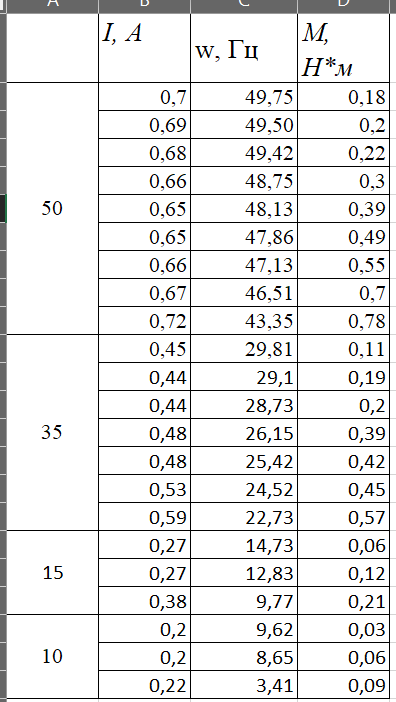 A B C D
I, A w, Гц M, Н*м
50 0,7 49,75 0,18
0,69 49,50 0,2
0,68 49,42 0,22
0,66 48,75 0,3
0,65 48,13 0,39
0,65 47,86 0,49
0,66 47,13 0,55
0,67 46,51 0,7
0,72 43,35 0,78
35 0,45 29,81 0,11
0,44 29,1 0,19
0,44 28,73 0,2
0,48 26,15 0,39
0,48 25,42 0,42
0,53 24,52 0,45
0,59 22,73 0,57
15 0,27 14,73 0,06
0,27 12,83 0,12
0,38 9,77 0,21
10 0,2 9,62 0,03
0,2 8,65 0,06
0,22 3,41 0,09